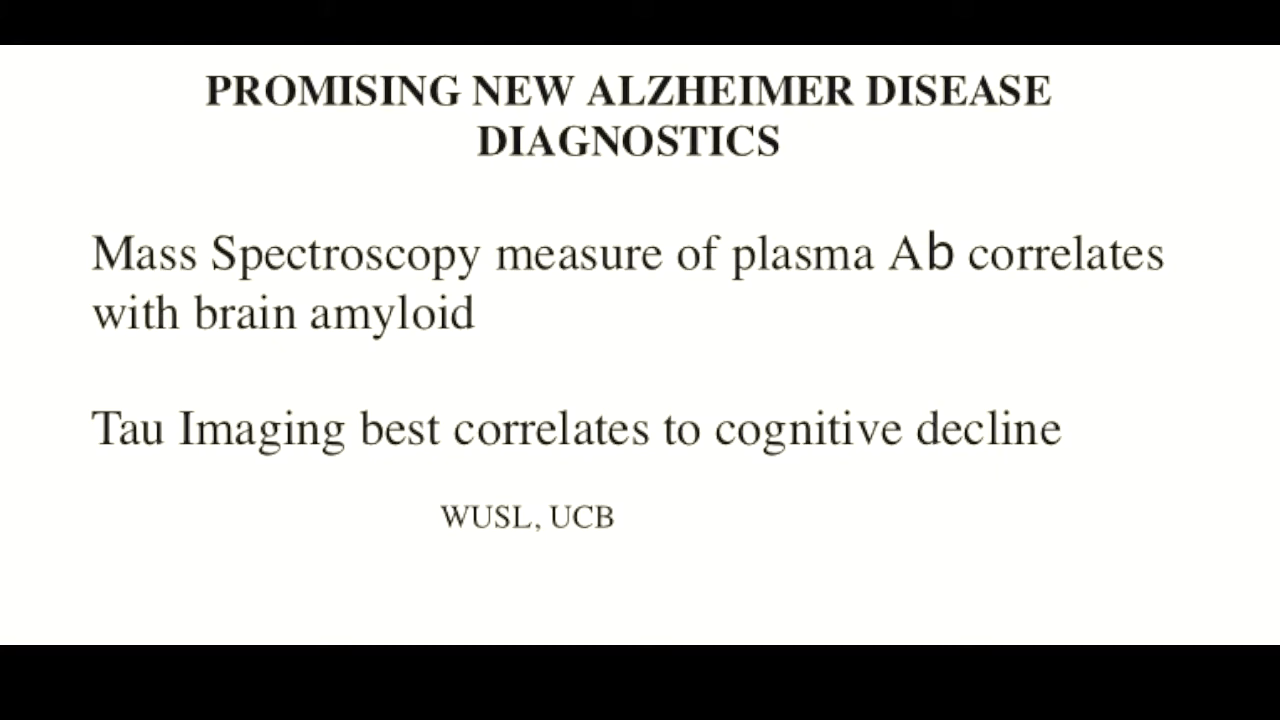 PROMISING NEW ALZHEIMER DISEASE
DIAGNOSTICS
Mass Spectroscopy measure of plasma Ab correlates
with brain amyloid
Tau Imaging best correlates to cognitive decline
WUSL, UCB